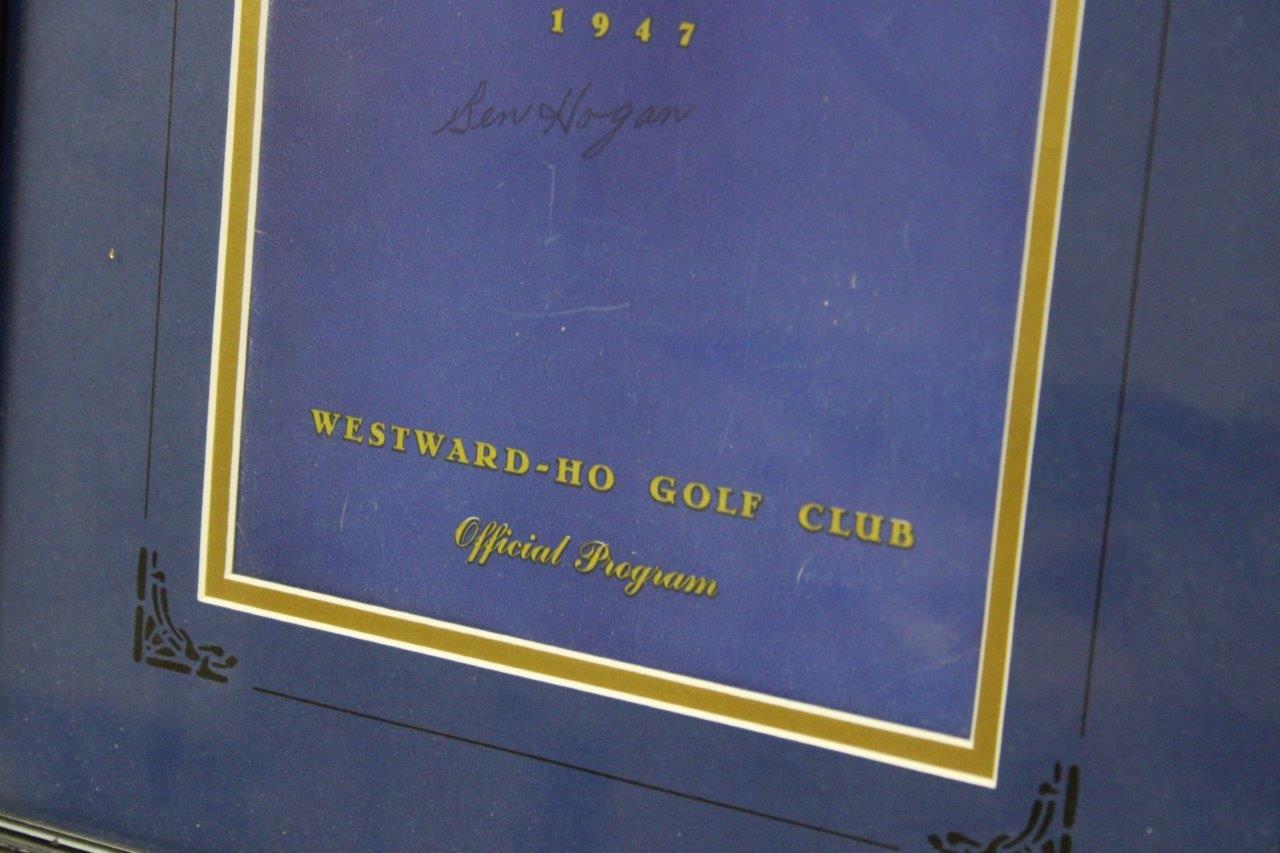 1947
Ben Hogan
WESTWARD-HO GOLF CLUB
Official Program